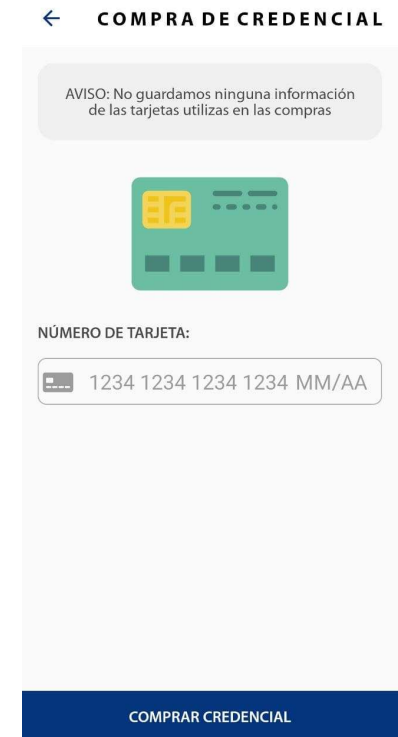 COMPRA DE CREDENCIAL
AVISO: No guardamos ninguna información
de las tarjetas utilizas en las compras
NÚMERO DE TARJETA:
1234 1234 1234 1234 MM/AA
COMPRAR CREDENCIAL